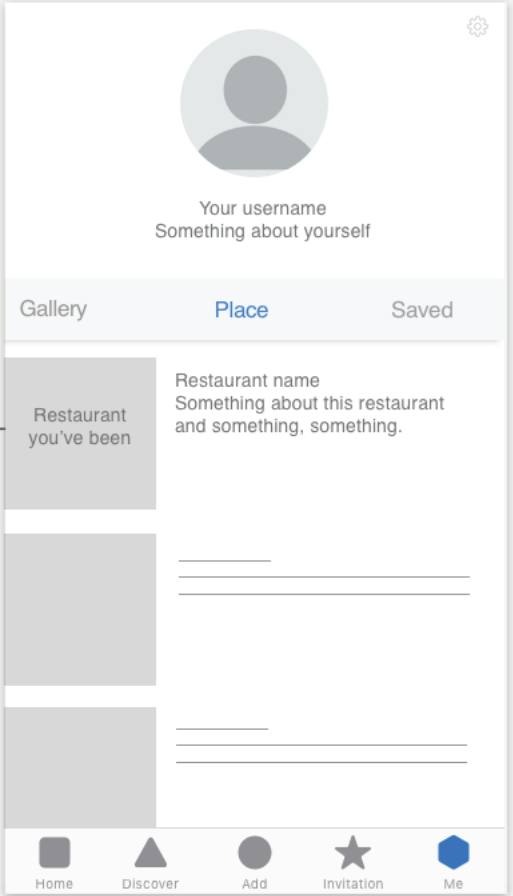 Your username
Something about yourself
Gallery
Place
Saved
Restaurant
you've been
Restaurant name
Something about this restaurant
and something, something.
Home
Discover
Add
Invitation
Me